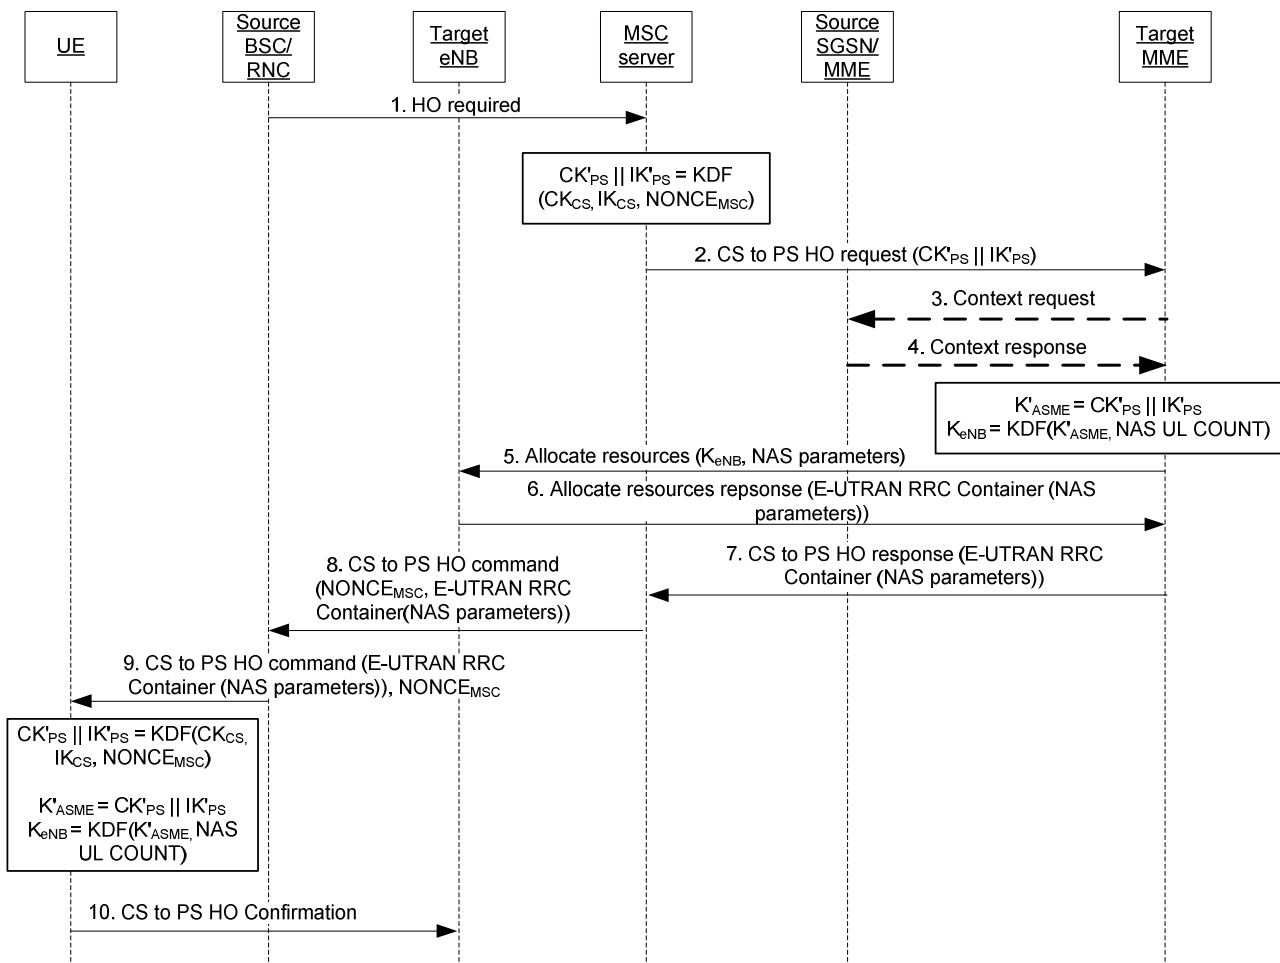 UE
Source
BSC/
RNC
Target
eNB
MSC
server
Source
SGSN/
MME
Target
MME
1. HO required
CK'PS || IK'PS = KDF
(CKCS, IKCS, NONCEMSC)
2. CS to PS HO request (CK'PS || IK'PS)
3. Context request
4. Context response
K'ASME = CK'PS || IK'PS
KeNB = KDF(K'ASME, NAS UL COUNT)
5. Allocate resources (KeNB, NAS parameters)
6. Allocate resources repsonse (E-UTRAN RRC Container (NAS
parameters))
7. CS to PS HO response (E-UTRAN RRC
Container (NAS parameters))
8. CS to PS HO command
(NONCEMSC, E-UTRAN RRC
Container(NAS parameters))
9. CS to PS HO command (E-UTRAN RRC
Container (NAS parameters)), NONCEMSC
CK'PS || IK'PS = KDF(CKCS,
IKCS, NONCEMSC)
K'ASME = CK'PS || IK'PS
KeNB = KDF(K'ASME, NAS
UL COUNT)
10. CS to PS HO Confirmation